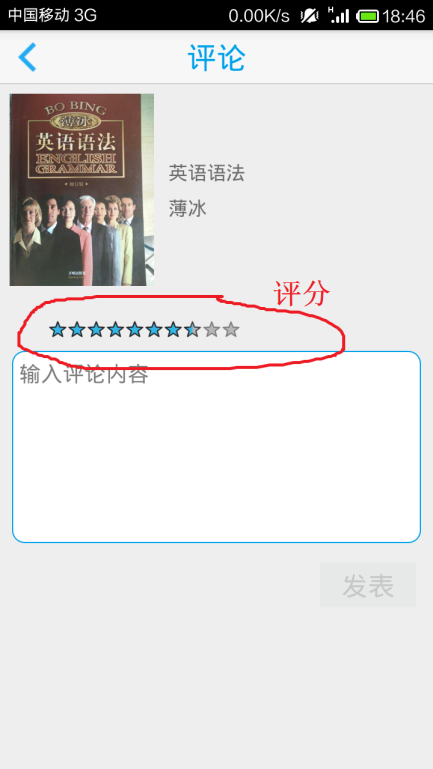 中国移动 3G
0.00K/s
H
18:46
评论
BO BING
薄冰
英语语法
ENGLISH
GRAMMAR
英语语法
薄冰
评分
输入评论内容
发表